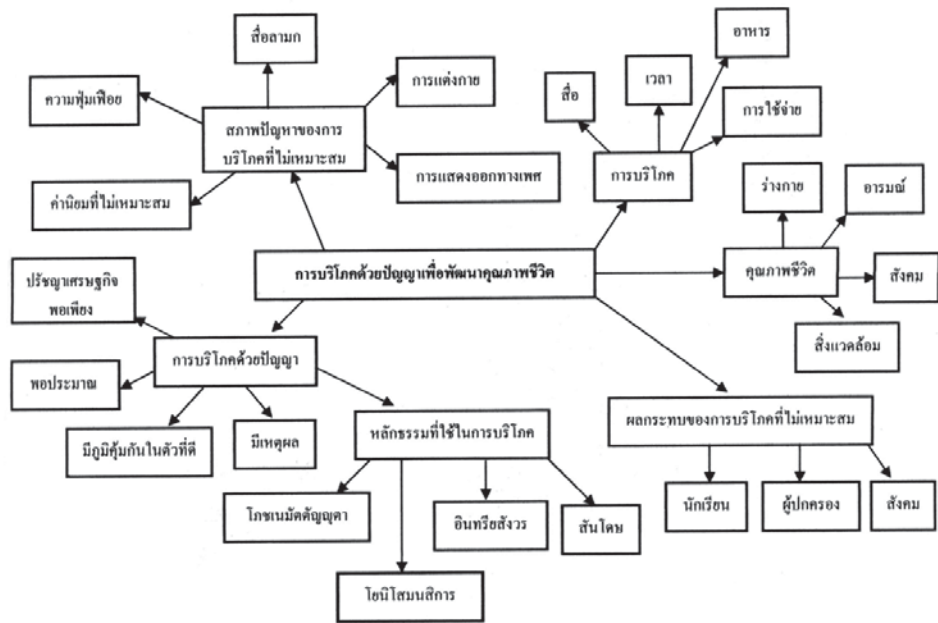 สื่อลามก
อาหาร
ความฟุ่มเฟือย
การแต่งกาย
สื่อ
เวลา
การใช้จ่าย
สภาพปัญหาของการ
บริโภคที่ไม่เหมาะสม
การบริโภค
ค่านิยมที่ไม่เหมาะสม
การแสดงออกทางเพศ
ร่างกาย
อารมณ์
การบริโภคด้วยปัญญาเพื่อพัฒนาคุณภาพชีวิต
คุณภาพชีวิต
สังคม
ปรัชญาเศรษฐกิจ
พอเพียง
สิ่งแวดล้อม
การบริโภคด้วยปัญญา
พอประมาณ
มีภูมิคุ้มกันในตัวที่ดี
มีเหตุผล
หลักธรรมที่ใช้ในการบริโภค
ผลกระทบของการบริโภคที่ไม่เหมาะสม
โภชเนมัตตัญญุตา
อินทรียสังวร
สันโดษ
นักเรียน
ผู้ปกครอง
สังคม
โยนิโสมนสิการ